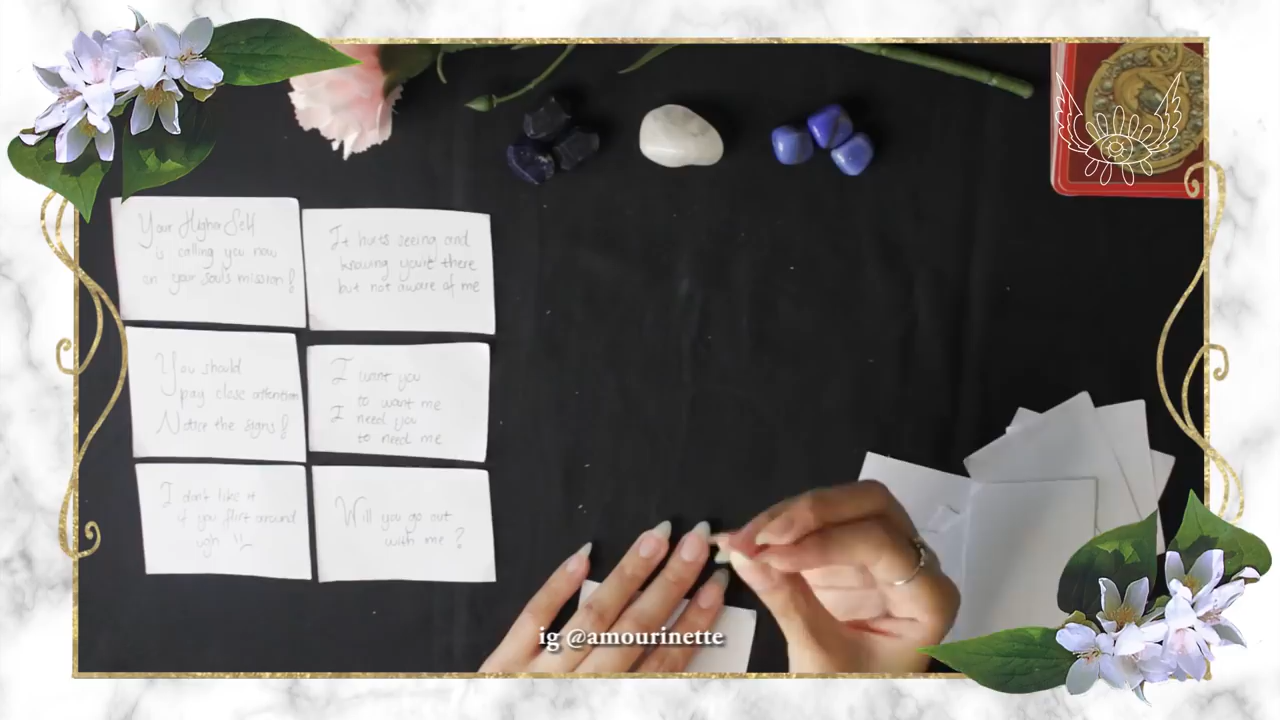 Your Higher Self
is calling you now
on your soul's mission!
It hurts seeing and
knowing you're there
but not aware of me
You should
pay close attention
Notice the signs!
I want you
to want me
I need you
to need me
I don't like it
if you flirt around
ugh
Will you go out
with me?
ig @amourinette